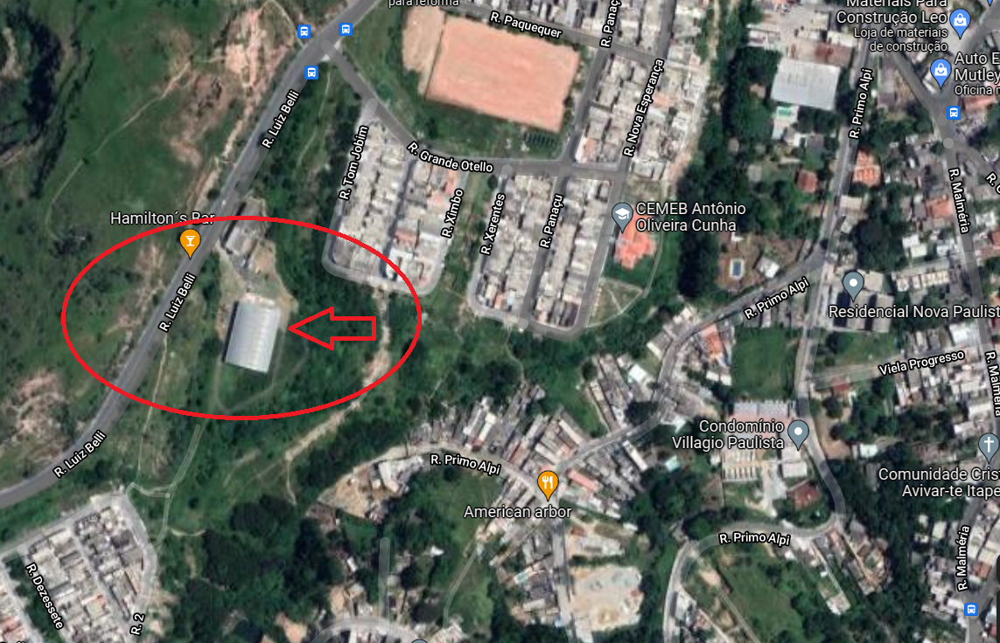 para reforma
R. Paquequer
R. Panaç
Materiais Para
Construção Leo
Loja de materiais
de construção
Auto E
Mutley
Oficina
R. Luiz Belli
R. Nova Esperança
R. Primo Alpi
R. Tom Jobim
R. Grande Otello
R. Malméria
R.
Hamilton´s Bar
R. Ximbo
R. Xerentes
R. Panaçu
CEMEB Antônio
Oliveira Cunha
R. Luiz Belli
R. Primo Alpi
Residencial Nova Paulist
Viela Progresso
R. Malméria
R. Luiz Belli
R. Primo Alpi
Condomínio
Villagio Paulista
Comunidade Cris
Avivar-te Itape
American arbor
R. Primo Alpi
R. Malméria
R. Dezessete
R. 2